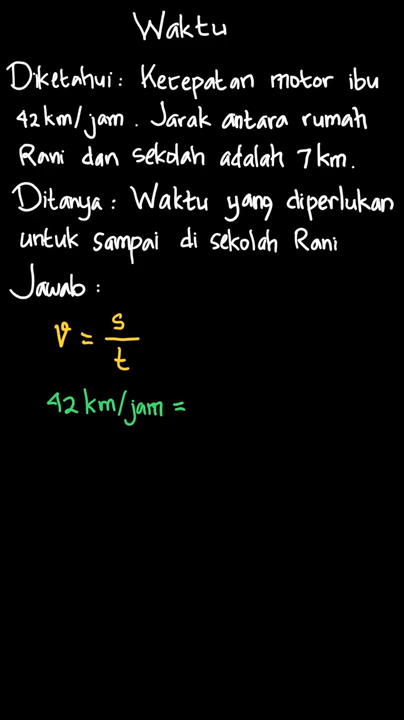 Waktu
Diketahui : Kecepatan motor ibu
42 km/jam . Jarak antara rumah
Rani dan sekolah adalah 7 km.
Ditanya : Waktu yang diperlukan
untuk sampai di sekolah Rani
Jawab :
V = s/t
42 km/jam =